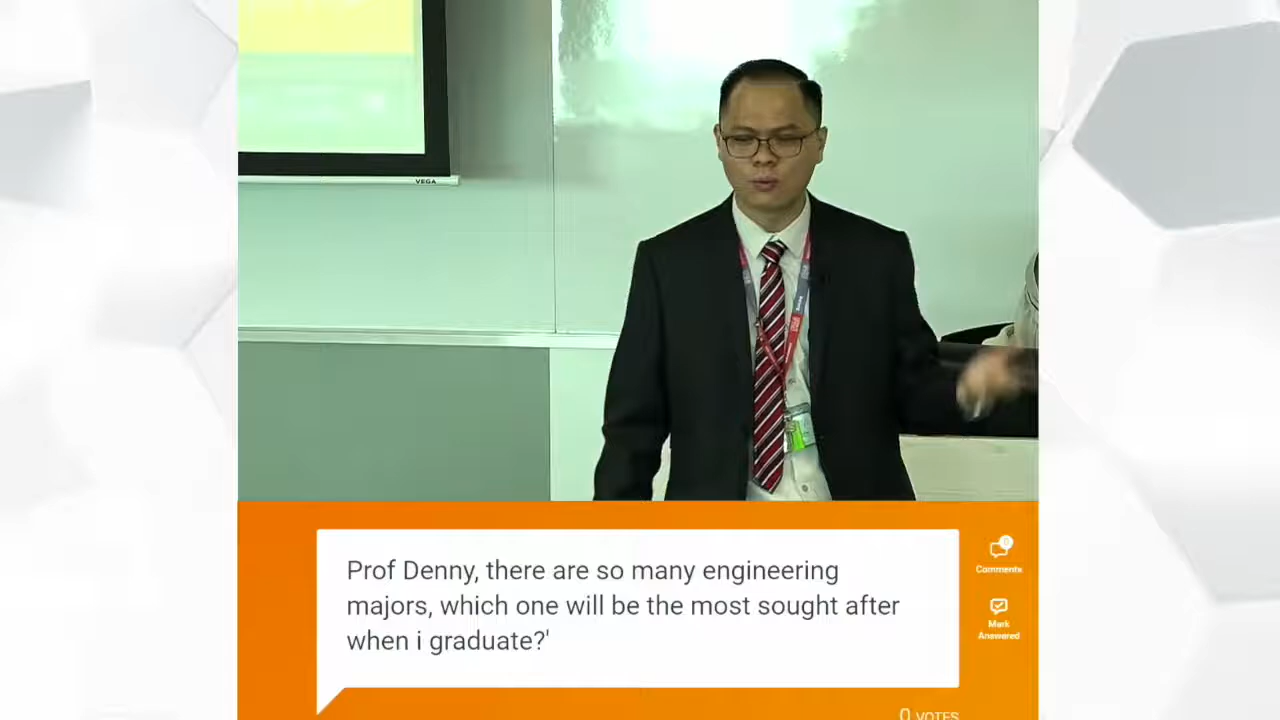 VEGA
Prof Denny, there are so many engineering
majors, which one will be the most sought after
when i graduate?'
0
Comments
Mark
Answered
0 VOTES